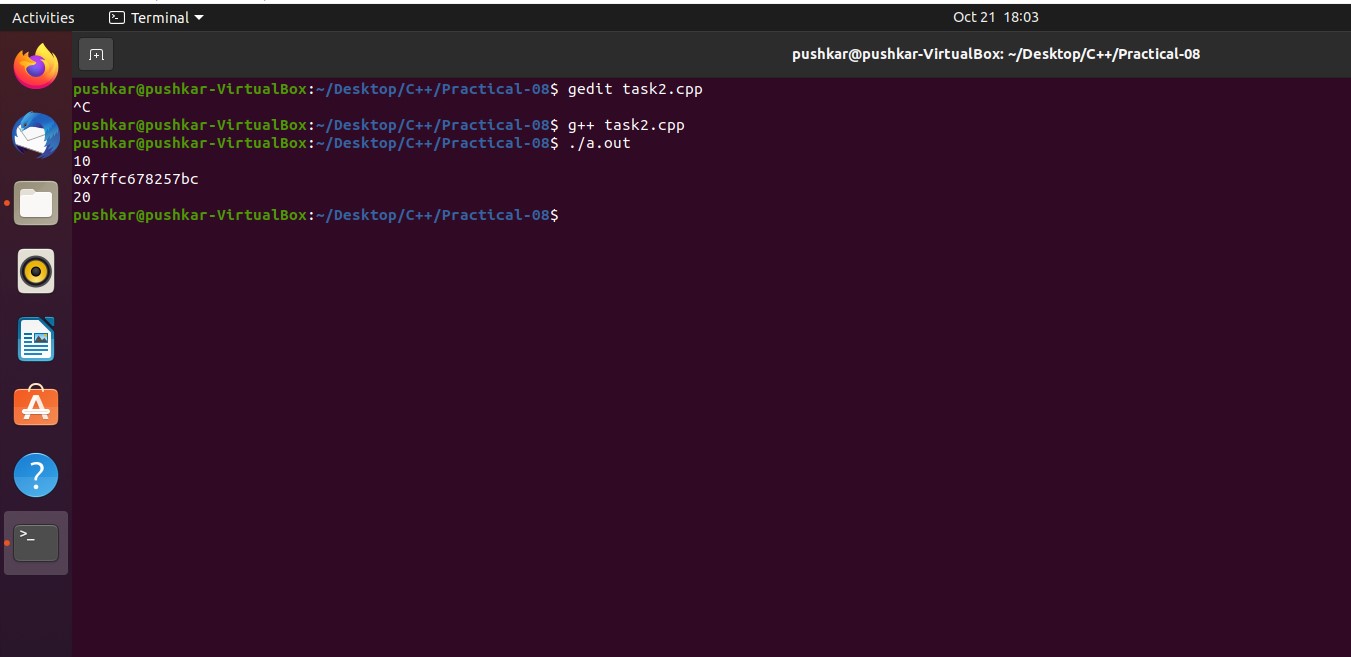 Activities Terminal Oct 21 18:03
pushkar@pushkar-VirtualBox: ~/Desktop/C++/Practical-08
pushkar@pushkar-VirtualBox:~/Desktop/C++/Practical-08$ gedit task2.cpp
^C
pushkar@pushkar-VirtualBox:~/Desktop/C++/Practical-08$ g++ task2.cpp
pushkar@pushkar-VirtualBox:~/Desktop/C++/Practical-08$ ./a.out
10
0x7ffc678257bc
20
pushkar@pushkar-VirtualBox:~/Desktop/C++/Practical-08$